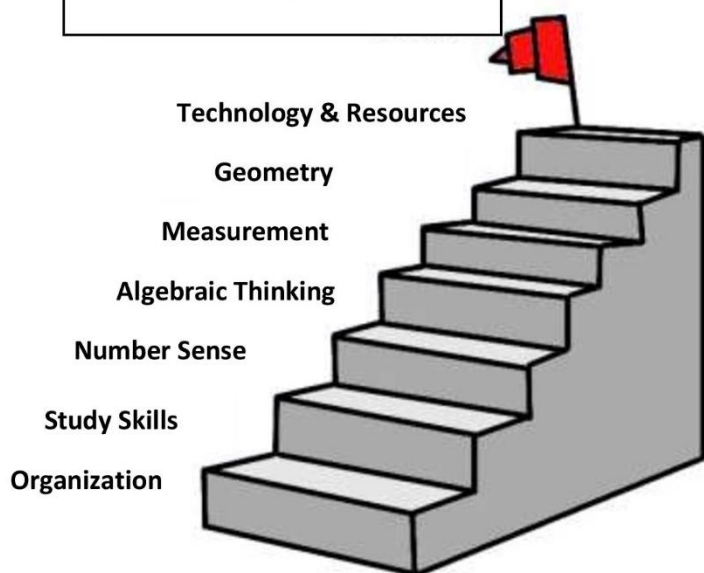 Technology & Resources
Geometry
Measurement
Algebraic Thinking
Number Sense
Study Skills
Organization